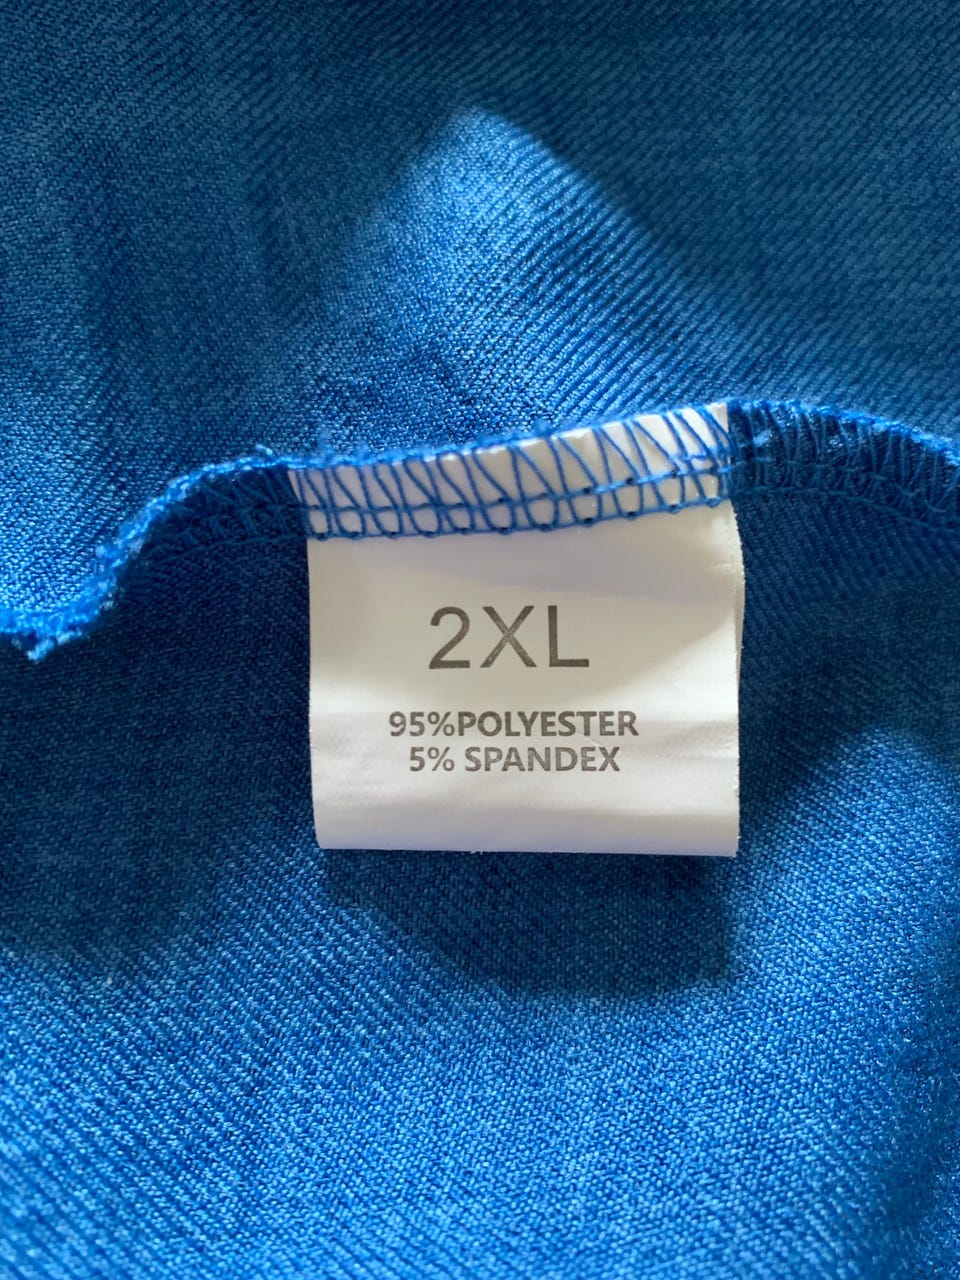 2XL
95%POLYESTER
5% SPANDEX